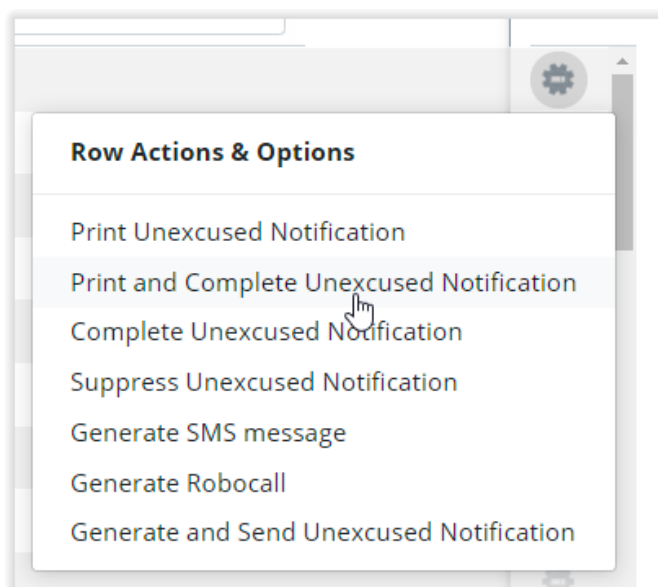 Row Actions & Options
Print Unexcused Notification
Print and Complete Unexcused Notification
Complete Unexcused Notification
Suppress Unexcused Notification
Generate SMS message
Generate Robocall
Generate and Send Unexcused Notification